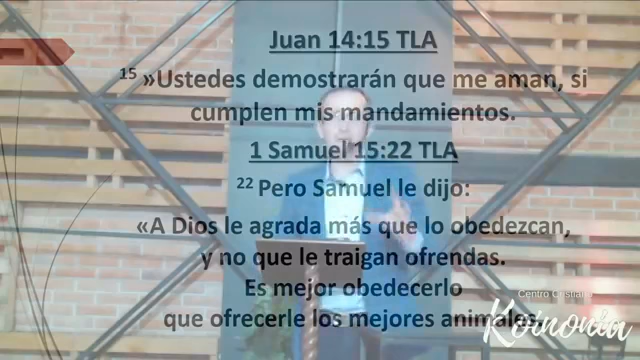 Juan 14:15 TLA
15 »Ustedes demostrarán que me aman, si
cumplen mis mandamientos.
1 Samuel 15:22 TLA
22 Pero Samuel le dijo:
«A Dios le agrada más que lo obedezcan,
y no que le traigan ofrendas.
Es mejor obedecerlo
que ofrecerle los mejores animales.
Centro Cristiano
Koinonia